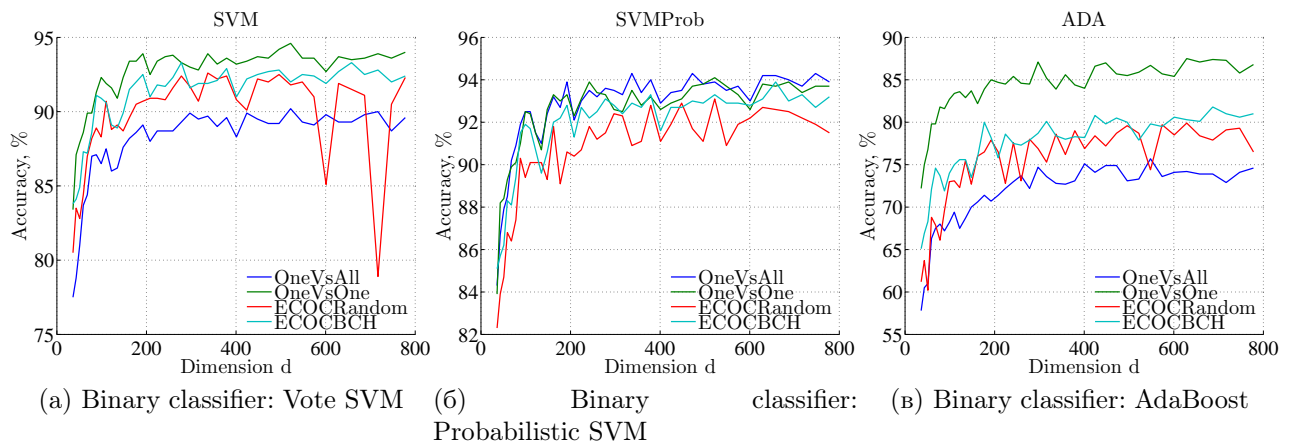 SVM
95
90
85
80
75
0 200 400 600 800
Accuracy, %
Dimension d
OneVsAll
OneVsOne
ECOCRandom
ECOCBCH
(а) Binary classifier: Vote SVM
SVMProb
96
94
92
90
88
86
84
82
0 200 400 600 800
Accuracy, %
Dimension d
OneVsAll
OneVsOne
ECOCRandom
ECOCBCH
(б) Binary classifier:
Probabilistic SVM
ADA
90
85
80
75
70
65
60
55
0 200 400 600 800
Accuracy, %
Dimension d
OneVsAll
OneVsOne
ECOCRandom
ECOCBCH
(в) Binary classifier: AdaBoost